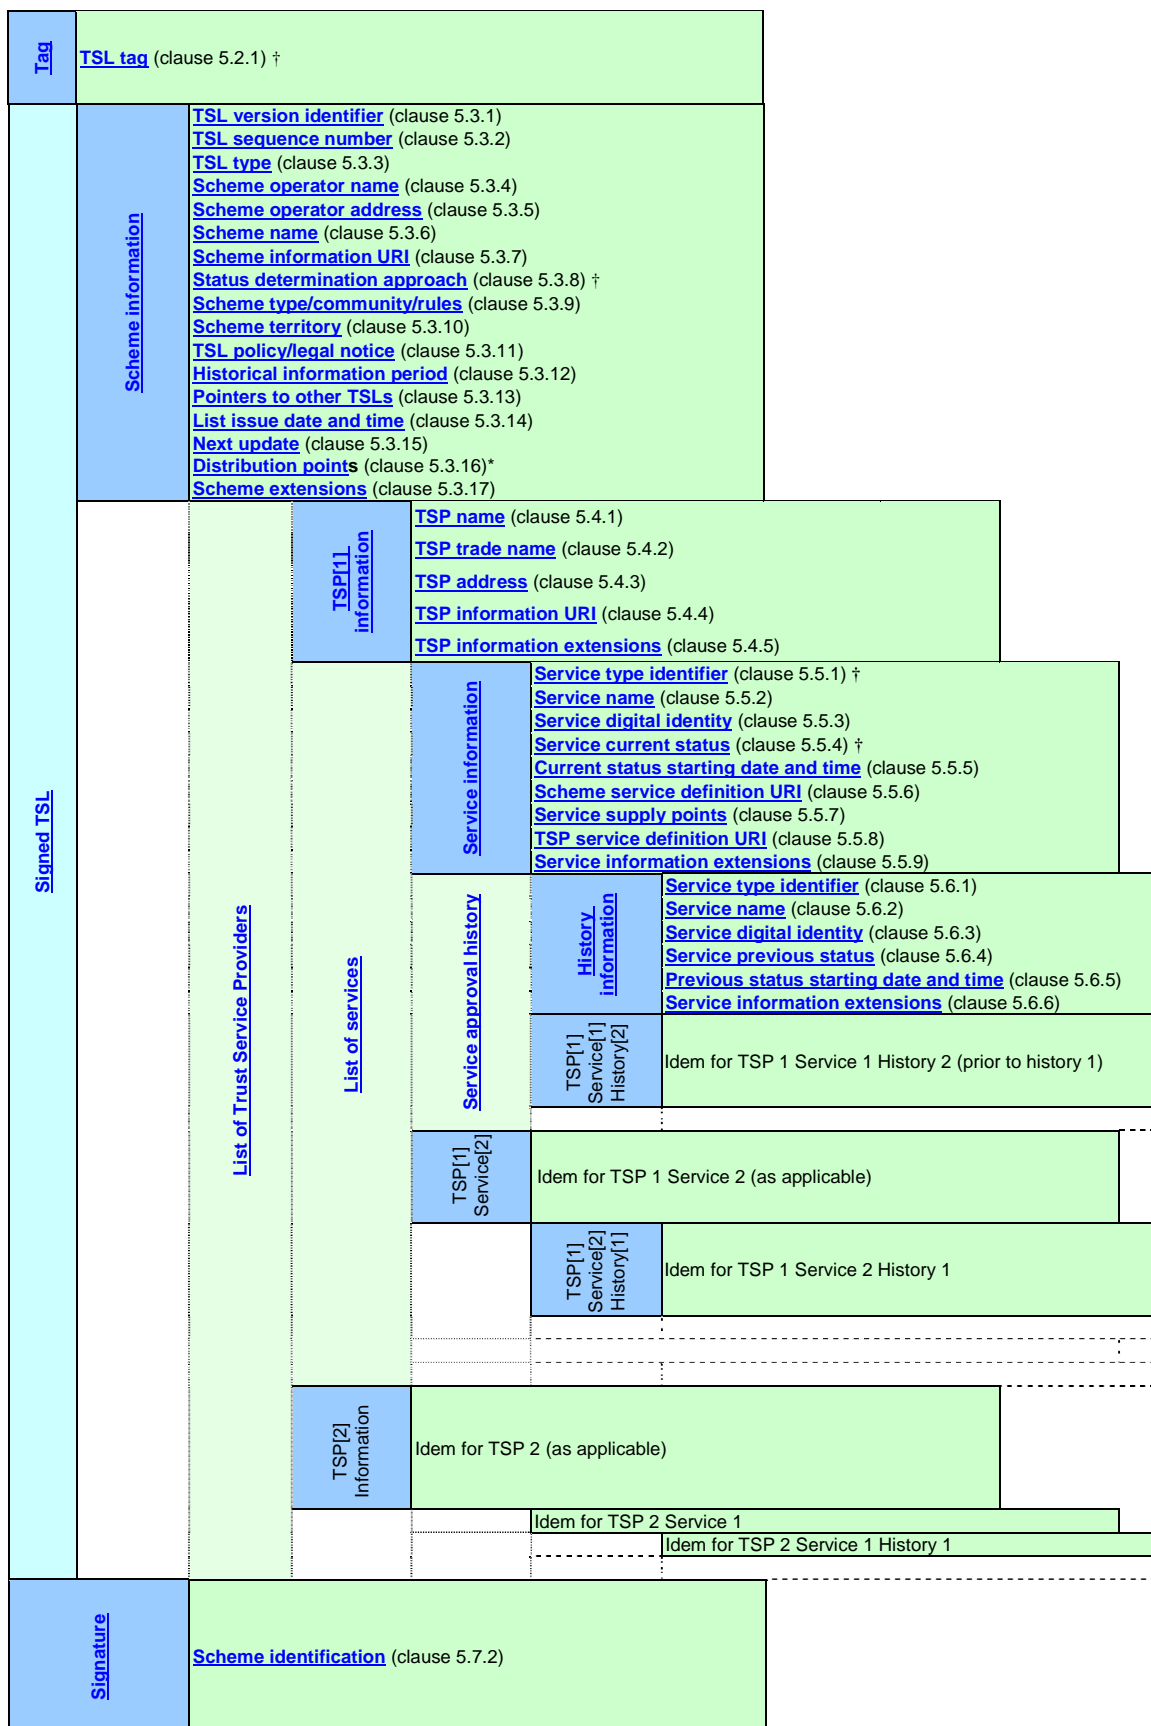 Tag
TSL tag (clause 5.2.1) †
Signed TSL
Scheme information
TSL version identifier (clause 5.3.1)
TSL sequence number (clause 5.3.2)
TSL type (clause 5.3.3)
Scheme operator name (clause 5.3.4)
Scheme operator address (clause 5.3.5)
Scheme name (clause 5.3.6)
Scheme information URI (clause 5.3.7)
Status determination approach (clause 5.3.8) †
Scheme type/community/rules (clause 5.3.9)
Scheme territory (clause 5.3.10)
TSL policy/legal notice (clause 5.3.11)
Historical information period (clause 5.3.12)
Pointers to other TSLs (clause 5.3.13)
List issue date and time (clause 5.3.14)
Next update (clause 5.3.15)
Distribution points (clause 5.3.16)*
Scheme extensions (clause 5.3.17)
List of Trust Service Providers
TSP[1]
information
TSP name (clause 5.4.1)
TSP trade name (clause 5.4.2)
TSP address (clause 5.4.3)
TSP information URI (clause 5.4.4)
TSP information extensions (clause 5.4.5)
List of services
Service information
Service type identifier (clause 5.5.1) †
Service name (clause 5.5.2)
Service digital identity (clause 5.5.3)
Service current status (clause 5.5.4) †
Current status starting date and time (clause 5.5.5)
Scheme service definition URI (clause 5.5.6)
Service supply points (clause 5.5.7)
TSP service definition URI (clause 5.5.8)
Service information extensions (clause 5.5.9)
Service approval history
History
information
Service type identifier (clause 5.6.1)
Service name (clause 5.6.2)
Service digital identity (clause 5.6.3)
Service previous status (clause 5.6.4)
Previous status starting date and time (clause 5.6.5)
Service information extensions (clause 5.6.6)
TSP[1]
Service[1]
History[2]
Idem for TSP 1 Service 1 History 2 (prior to history 1)
TSP[1]
Service[2]
Idem for TSP 1 Service 2 (as applicable)
TSP[1]
Service[2]
History[1]
Idem for TSP 1 Service 2 History 1
TSP[2]
Information
Idem for TSP 2 (as applicable)
Idem for TSP 2 Service 1
Idem for TSP 2 Service 1 History 1
Signature
Scheme identification (clause 5.7.2)